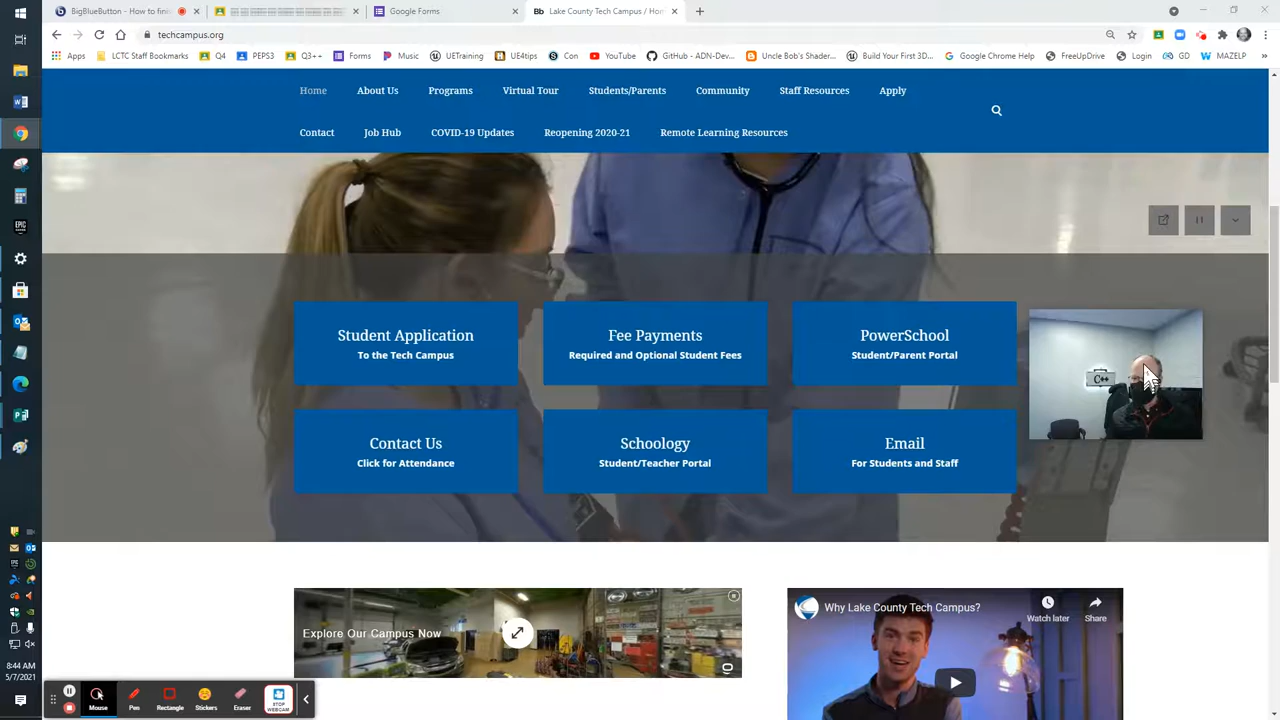 BigBlueButton - How to fini
Google Forms
Bb Lake County Tech Campus / Hom
techcampus.org
Apps LCTC Staff Bookmarks Q4 PEPS3 Q3++ Forms Music UETraining UE4tips Con YouTube GitHub - ADN-Dev... Uncle Bob's Shader... Build Your First 3D... Google Chrome Help FreeUpDrive Login GD WAZELP
Home About Us Programs Virtual Tour Students/Parents Community Staff Resources Apply
Contact Job Hub COVID-19 Updates Reopening 2020-21 Remote Learning Resources
Student Application
To the Tech Campus
Fee Payments
Required and Optional Student Fees
PowerSchool
Student/Parent Portal
C++
Contact Us
Click for Attendance
Schoology
Student/Teacher Portal
Email
For Students and Staff
Explore Our Campus Now
Why Lake County Tech Campus?
Watch later
Share
EPIC
8:44 AM
5/7/2021
Mouse Pen Rectangle Stickers Eraser STOP WEBCAM